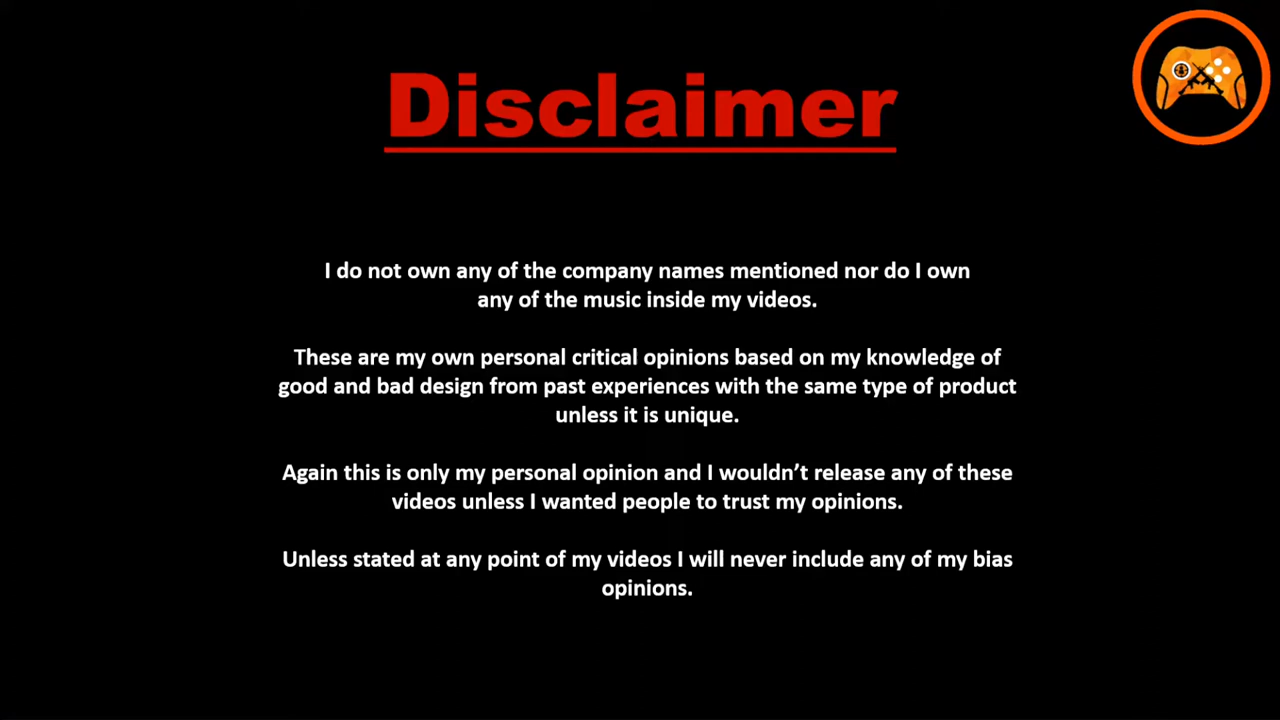 Disclaimer
I do not own any of the company names mentioned nor do I own
any of the music inside my videos.
These are my own personal critical opinions based on my knowledge of
good and bad design from past experiences with the same type of product
unless it is unique.
Again this is only my personal opinion and I wouldn’t release any of these
videos unless I wanted people to trust my opinions.
Unless stated at any point of my videos I will never include any of my bias
opinions.